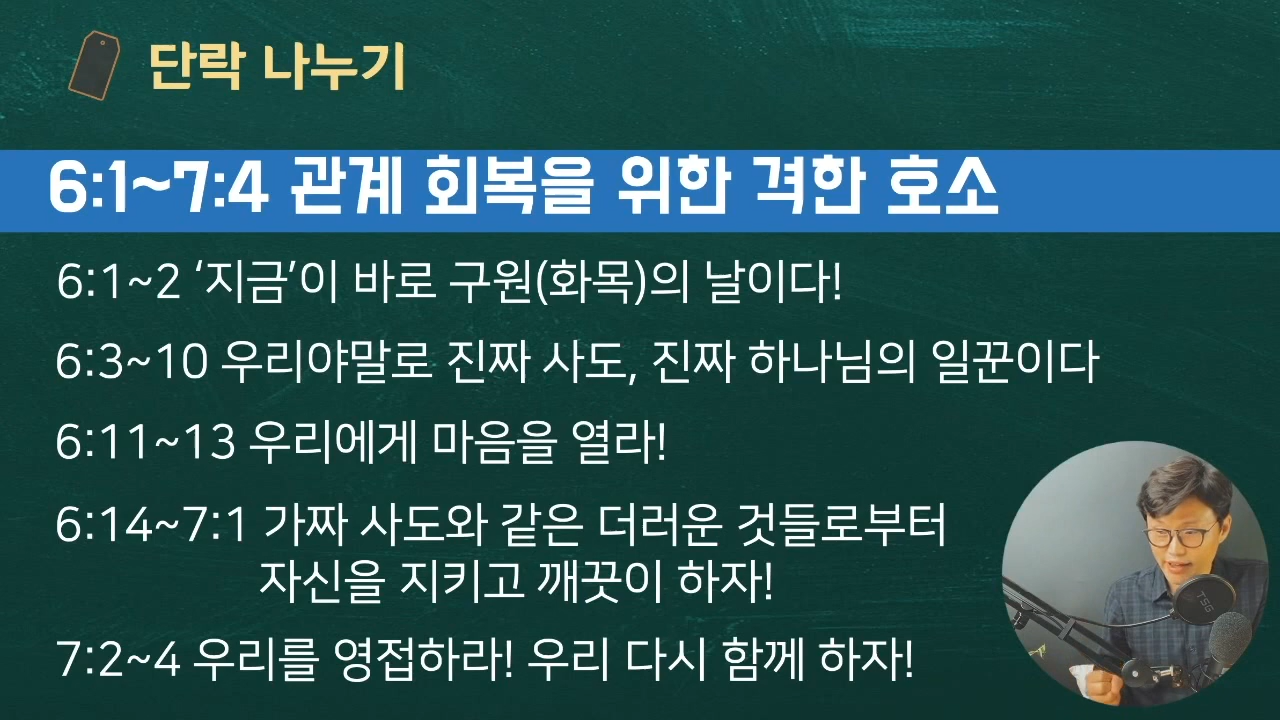 단락 나누기
6:1~7:4 관계 회복을 위한 격한 호소
6:1~2 ‘지금’이 바로 구원(화목)의 날이다!
6:3~10 우리야말로 진짜 사도, 진짜 하나님의 일꾼이다
6:11~13 우리에게 마음을 열라!
6:14~7:1 가짜 사도와 같은 더러운 것들로부터
자신을 지키고 깨끗이 하자!
7:2~4 우리를 영접하라! 우리 다시 함께 하자!
TSG